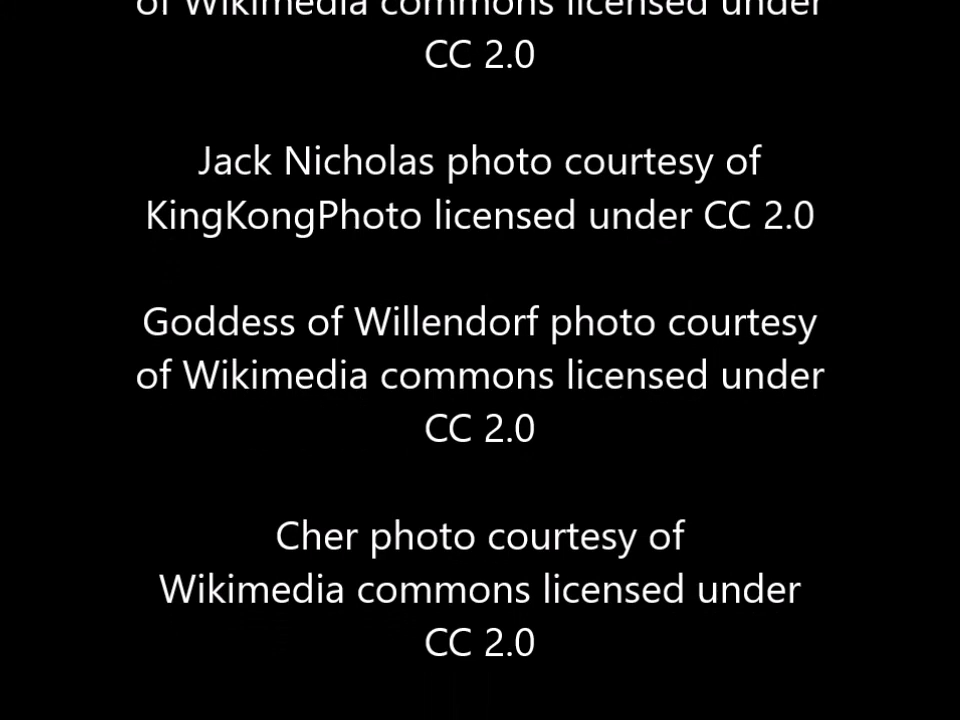 of Wikimedia commons licensed under
CC 2.0
Jack Nicholas photo courtesy of
KingKongPhoto licensed under CC 2.0
Goddess of Willendorf photo courtesy
of Wikimedia commons licensed under
CC 2.0
Cher photo courtesy of
Wikimedia commons licensed under
CC 2.0